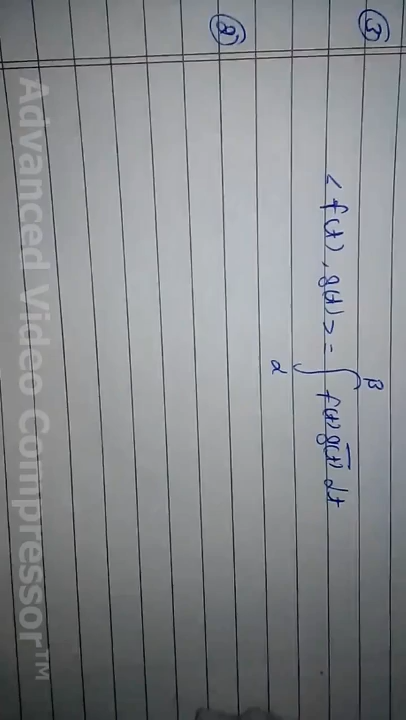 ③
< f(t), g(t) > = ∫_α^β f(t) \overline{g(t)} dt
②
Advanced Video Compressor™